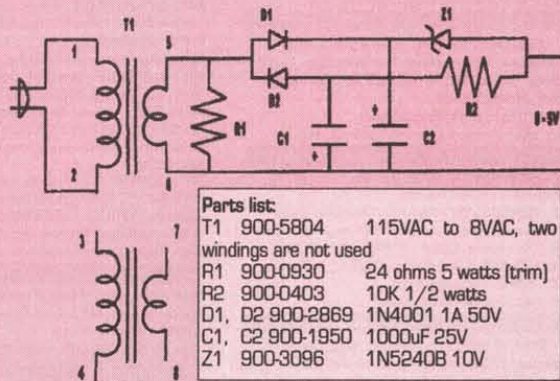 T1
D1
Z1
1
5
D2
R2
R1
C1
+
+
C2
0-9V
2
6
3
7
4
8
Parts list:
T1 900-5804 115VAC to 8VAC, two
windings are not used
R1 900-0930 24 ohms 5 watts (trim)
R2 900-0403 10K 1/2 watts
D1, D2 900-2869 1N4001 1A 50V
C1, C2 900-1950 1000uF 25V
Z1 900-3096 1N5240B 10V